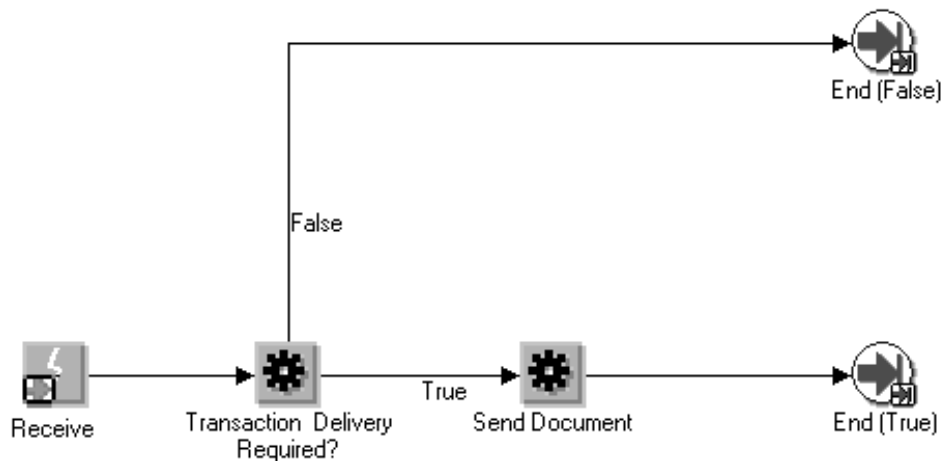 End (False)
False
True
Receive
Transaction Delivery
Required?
Send Document
End (True)